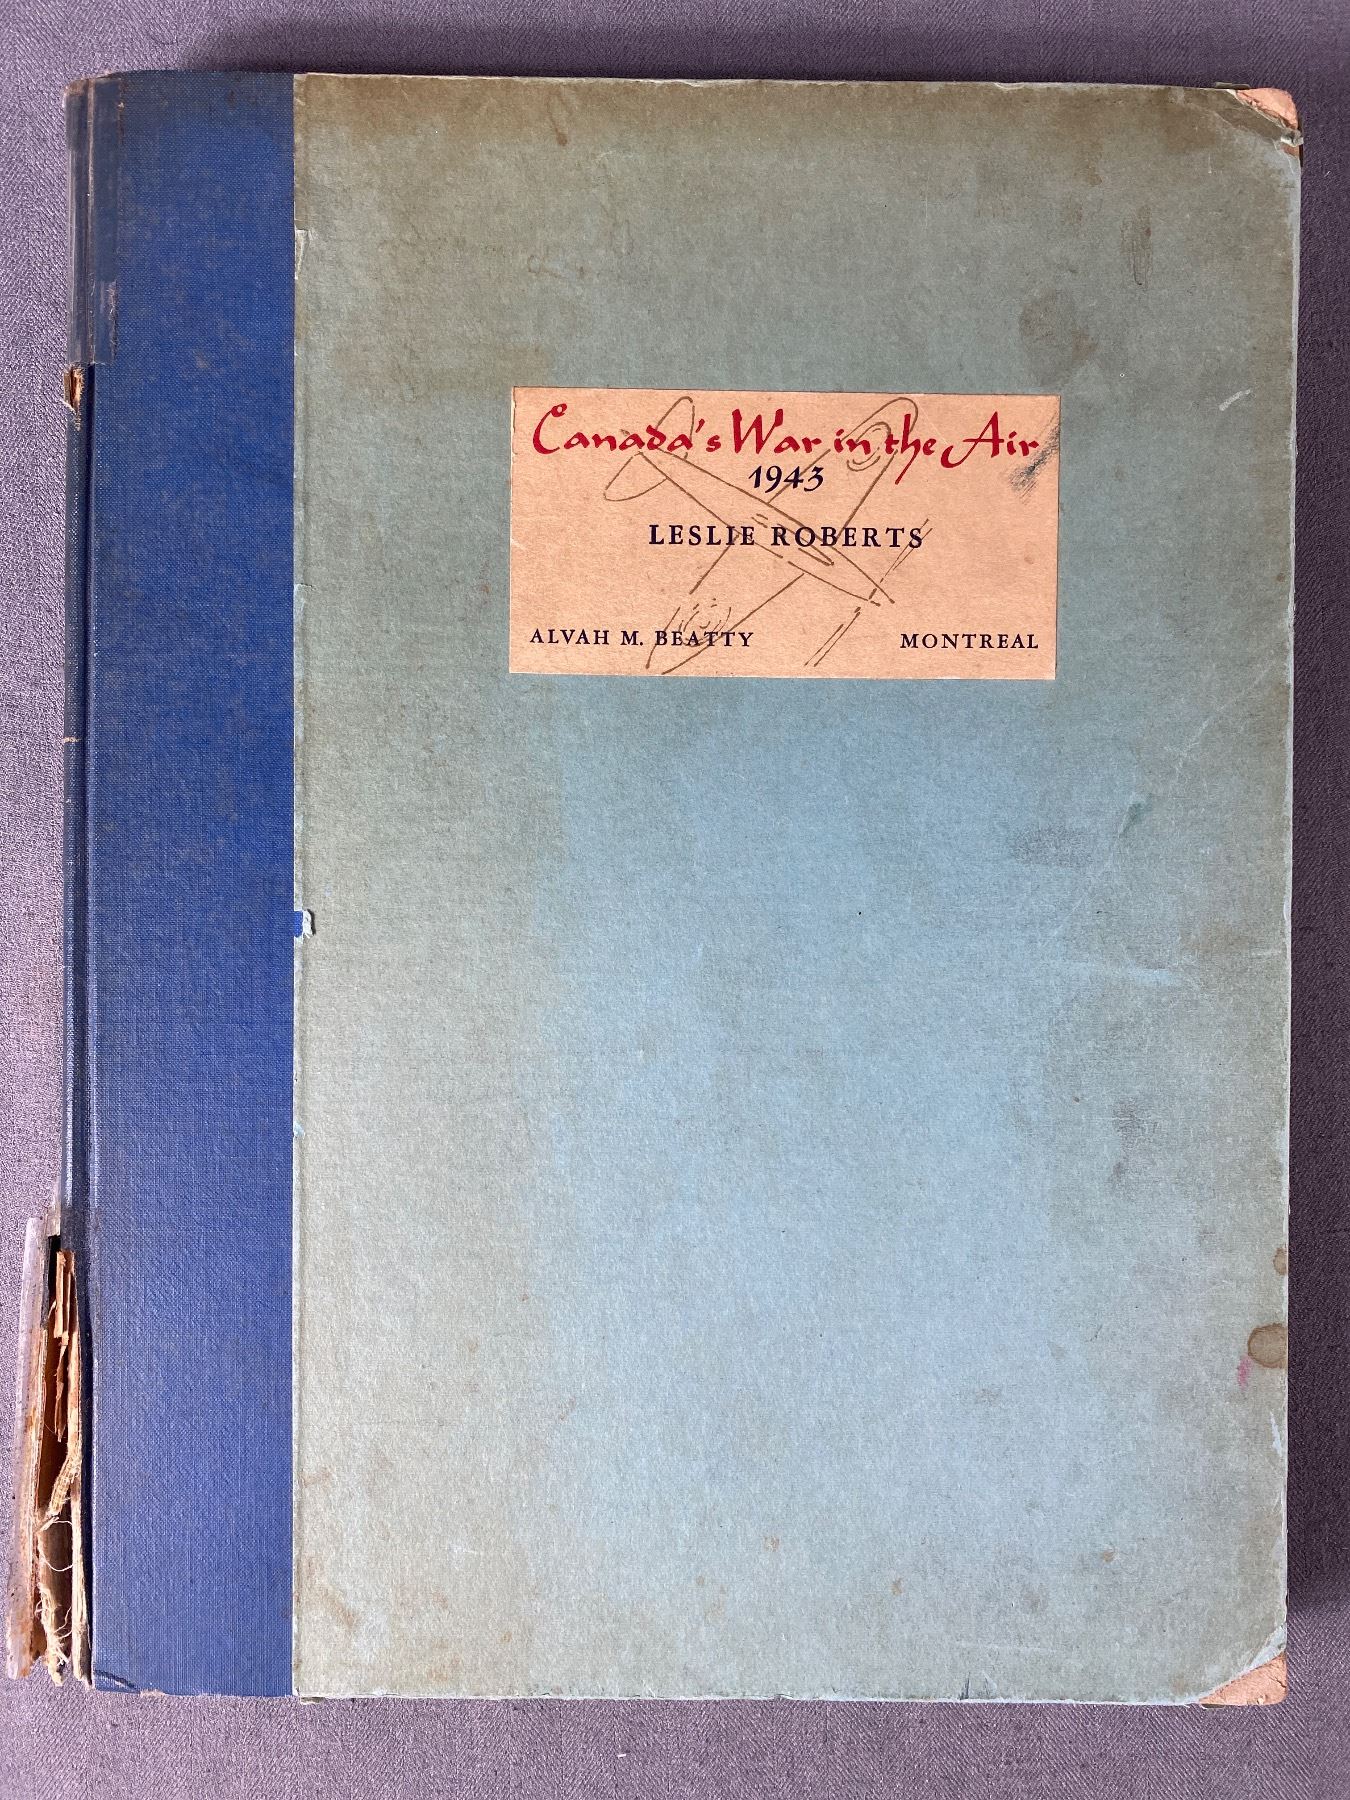 Canada's War in the Air
1943
LESLIE ROBERTS
ALVAH M. BEATTY MONTREAL